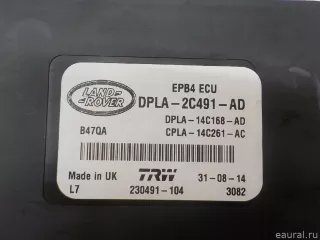 LAND
ROVER
EPB4 ECU
DPLA-2C491-AD
DPLA-14C168-AD
B47QA
CPLA-14C261-AC
Made in UK
TRW
31-08-14
L7
230491-104
3082
© eaural.ru